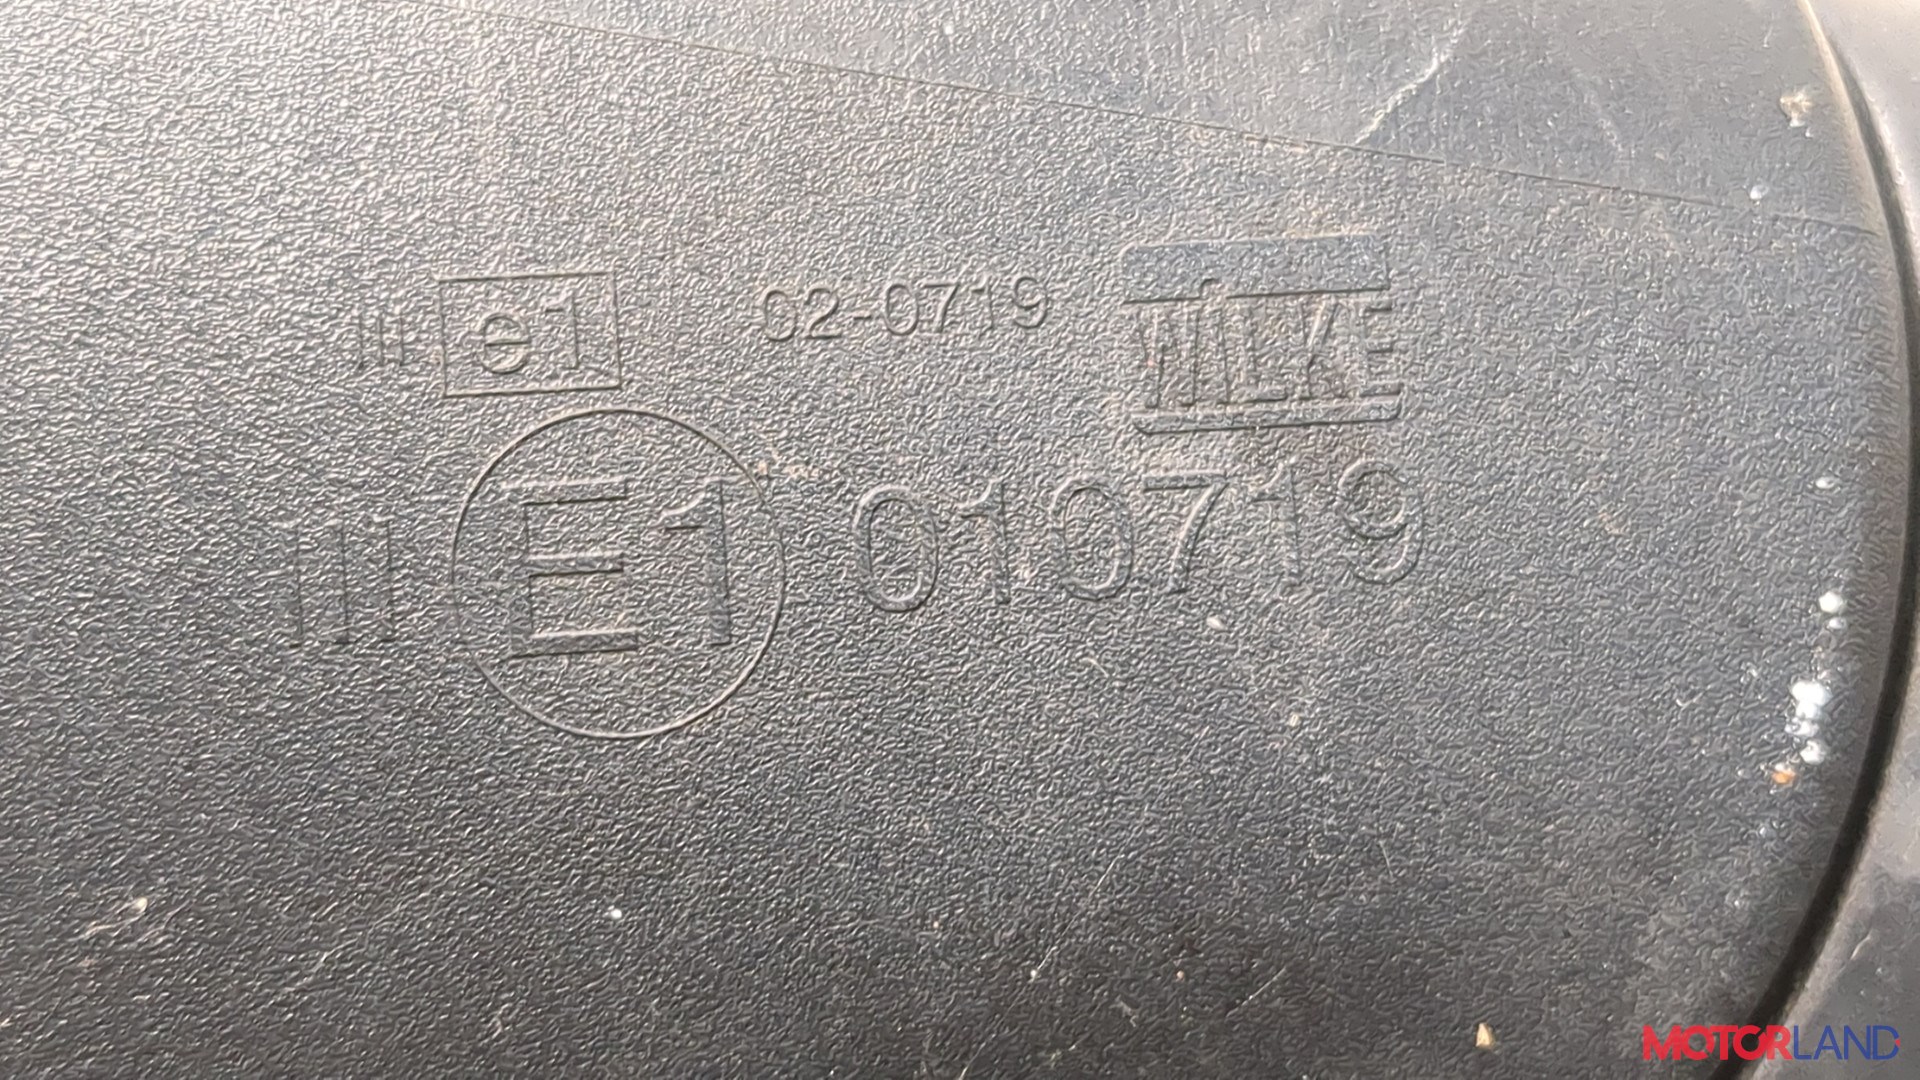 III e1 02-0719 WILKE
III E1 010719
MOTORLAND